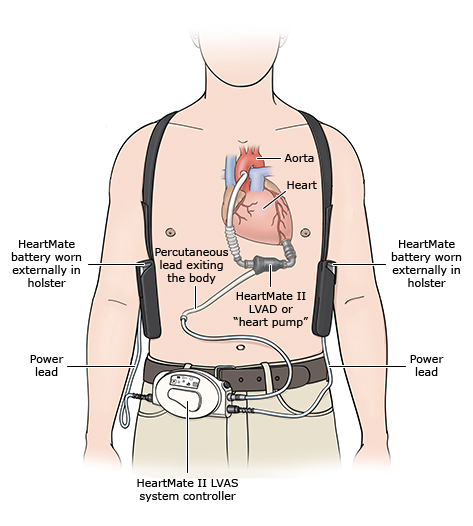 Aorta
Heart
HeartMate
battery worn
externally in
holster
Percutaneous
lead exiting
the body
HeartMate II
LVAD or
“heart pump”
HeartMate
battery worn
externally in
holster
Power
lead
Power
lead
HeartMate II LVAS
system controller